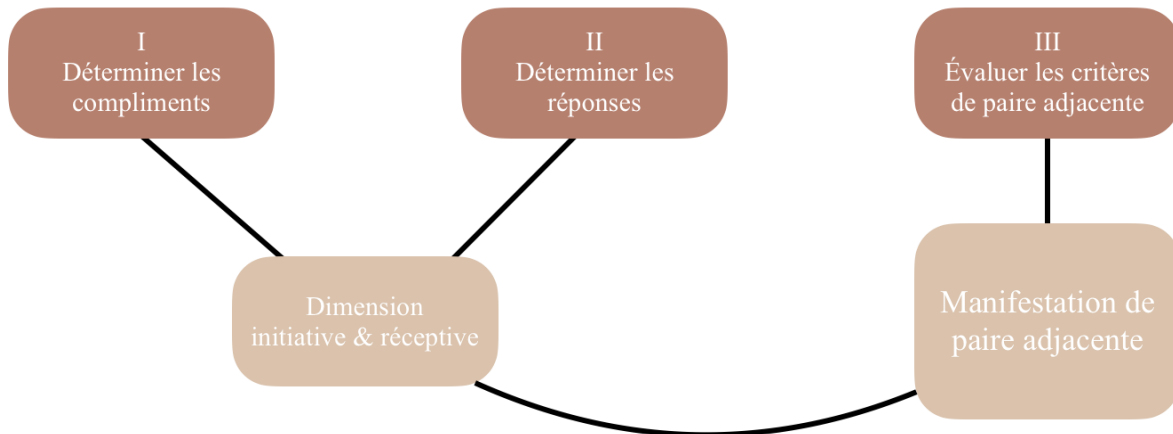 I
Déterminer les
compliments
II
Déterminer les
réponses
III
Évaluer les critères
de paire adjacente
Dimension
initiative & réceptive
Manifestation de
paire adjacente